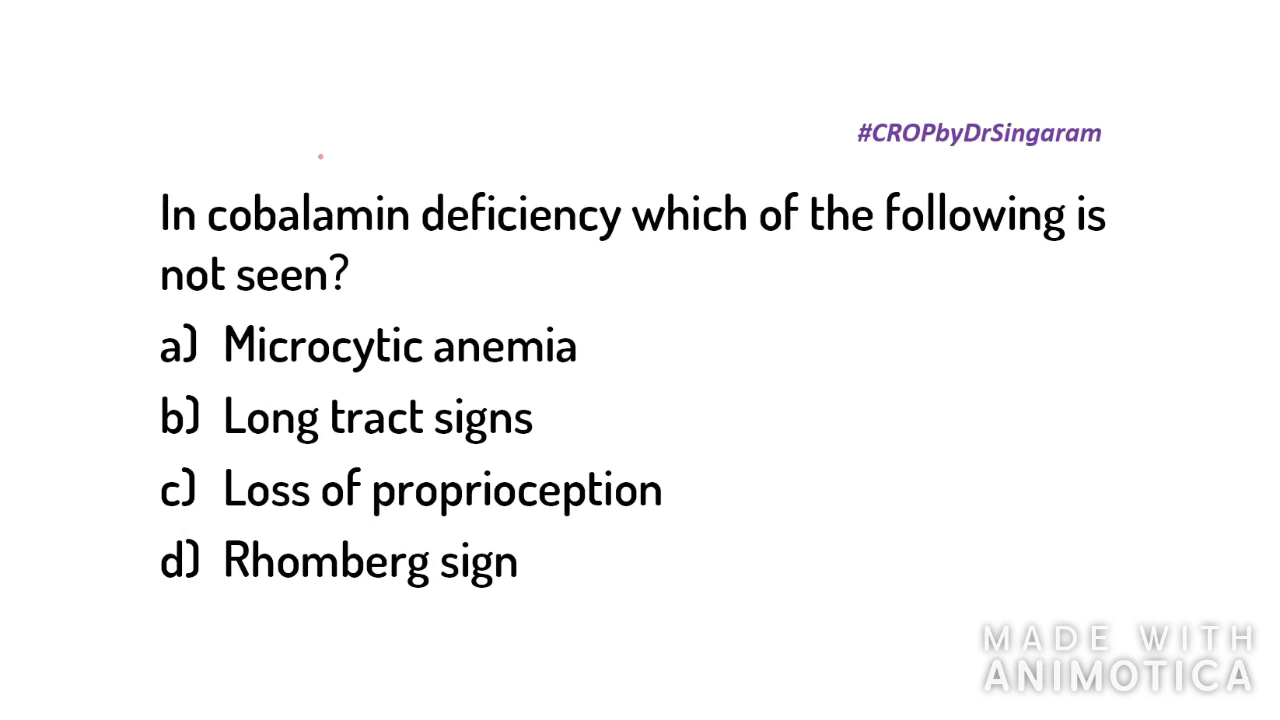 #CROPbyDrSingaram
In cobalamin deficiency which of the following is
not seen?
a) Microcytic anemia
b) Long tract signs
c) Loss of proprioception
d) Rhomberg sign
MADE WITH
ANIMOTICA